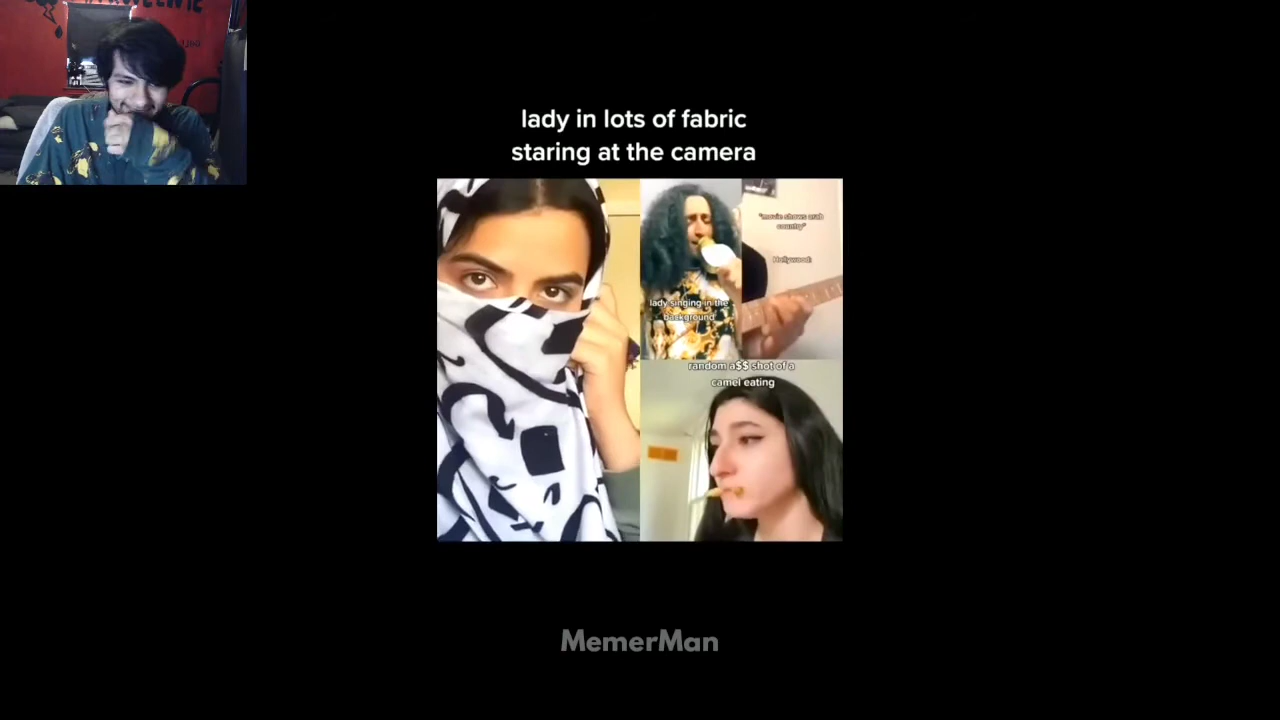 lady in lots of fabric
staring at the camera
"movie shows arab
country"
Hollywood:
lady singing in the
background
random a$$ shot of a
camel eating
MemerMan